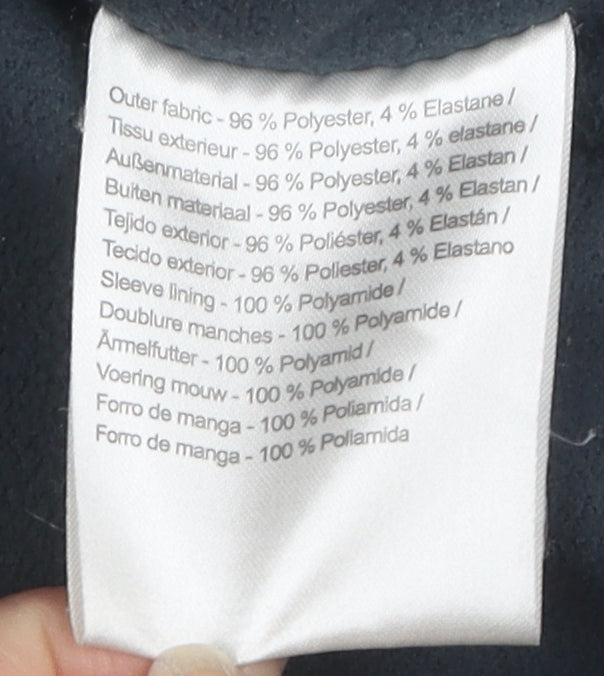 Outer fabric - 96 % Polyester, 4 % Elastane /
Tissu exterieur - 96 % Polyester, 4 % elastane /
Außenmaterial - 96 % Polyester, 4 % Elastan /
Buiten materiaal - 96 % Polyester, 4 % Elastan /
Tejido exterior - 96 % Poliéster, 4 % Elastán /
Tecido exterior - 96 % Poliester, 4 % Elastano
Sleeve lining - 100 % Polyamide /
Doublure manches - 100 % Polyamide /
Ärmelfutter - 100 % Polyamid /
Voering mouw - 100 % Polyamide /
Forro de manga - 100 % Poliamida /
Forro de manga - 100 % Poliamida